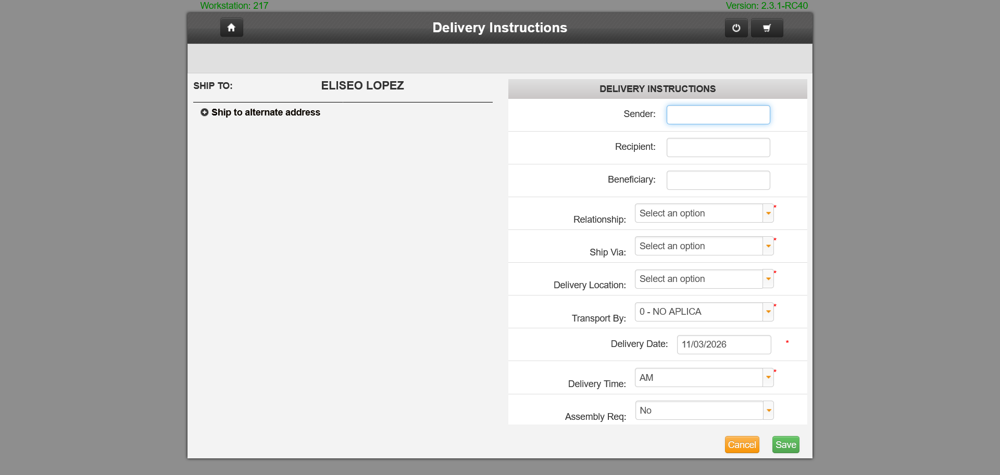 Workstation: 217
Version: 2.3.1-RC40
Delivery Instructions
SHIP TO:
ELISEO LOPEZ
Ship to alternate address
DELIVERY INSTRUCTIONS
Sender:
Recipient:
Beneficiary:
Relationship: Select an option *
Ship Via: Select an option *
Delivery Location: Select an option *
Transport By: 0 - NO APLICA *
Delivery Date: 11/03/2026 *
Delivery Time: AM *
Assembly Req: No
Cancel
Save